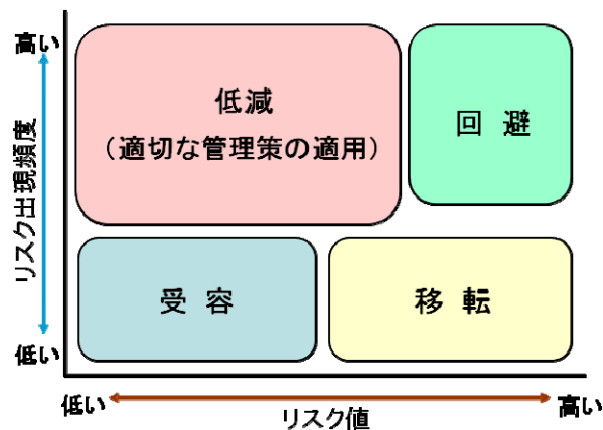 高い
低減
（適切な管理策の適用）
回 避
リスク出現頻度
受 容
移 転
低い
低い
リスク値
高い